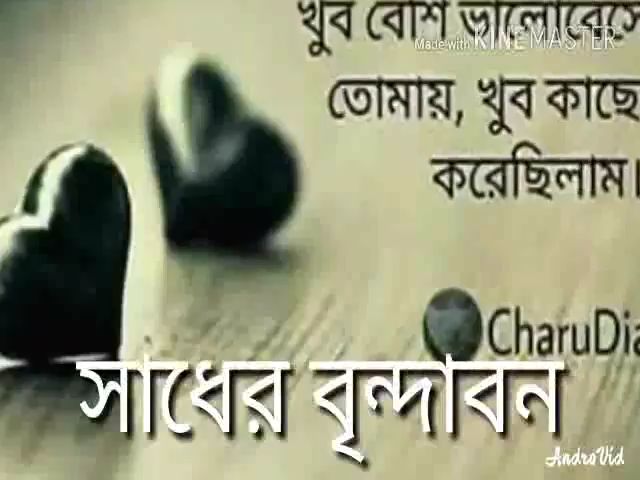 খুব বেশি ভালোবেসে
Made with KINEMASTER
তোমায়, খুব কাছে
করেছিলাম।
CharuDia
সাধের বৃন্দাবন
AndroVid